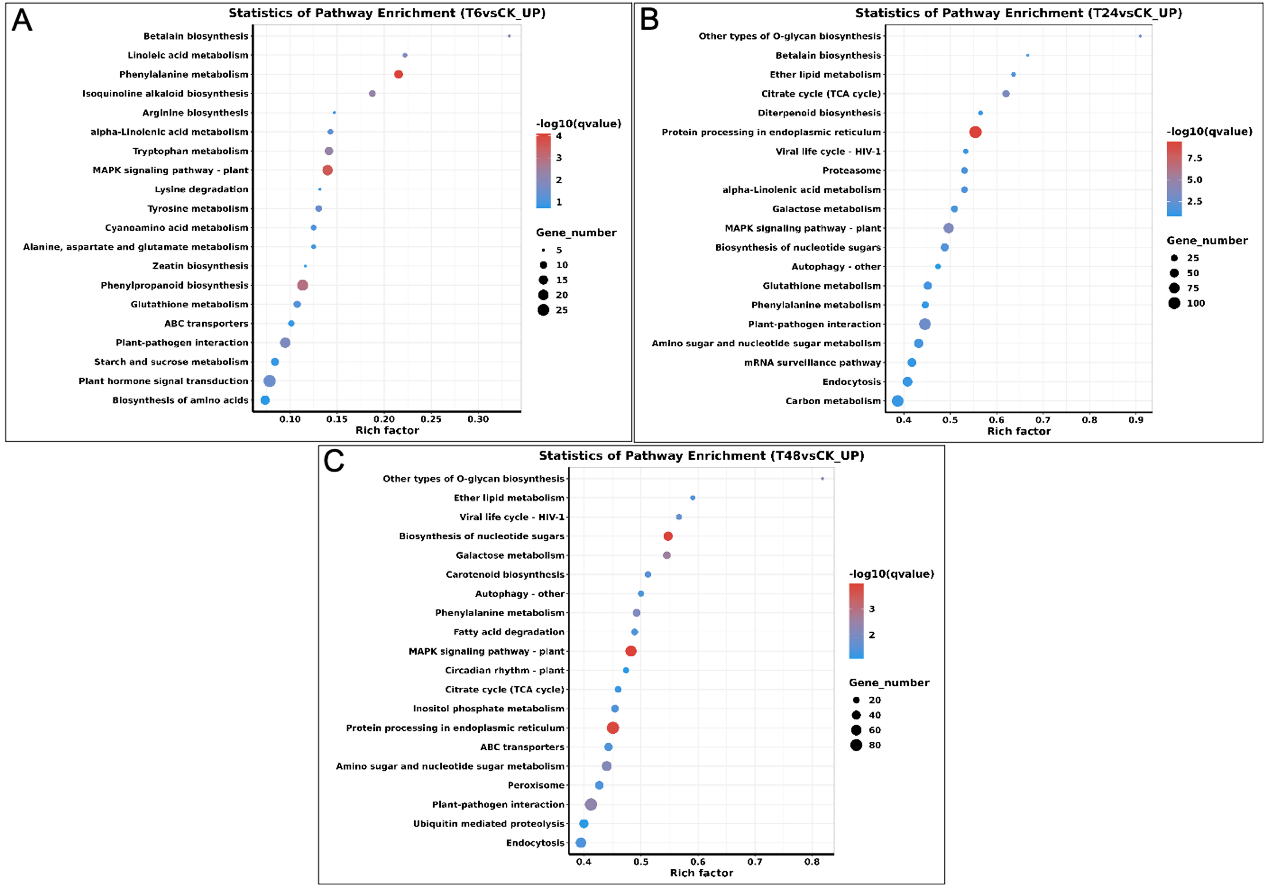 A
Statistics of Pathway Enrichment (T6vsCK_UP)
Betalain biosynthesis
Linoleic acid metabolism
Phenylalanine metabolism
Isoquinoline alkaloid biosynthesis
Arginine biosynthesis
alpha-Linolenic acid metabolism
Tryptophan metabolism
MAPK signaling pathway - plant
Lysine degradation
Tyrosine metabolism
Cyanoamino acid metabolism
Alanine, aspartate and glutamate metabolism
Zeatin biosynthesis
Phenylpropanoid biosynthesis
Glutathione metabolism
ABC transporters
Plant-pathogen interaction
Starch and sucrose metabolism
Plant hormone signal transduction
Biosynthesis of amino acids
0.10 0.15 0.20 0.25 0.30
Rich factor
-log10(qvalue)
4
3
2
1
Gene_number
5
10
15
20
25
B
Statistics of Pathway Enrichment (T24vsCK_UP)
Other types of O-glycan biosynthesis
Betalain biosynthesis
Ether lipid metabolism
Citrate cycle (TCA cycle)
Diterpenoid biosynthesis
Protein processing in endoplasmic reticulum
Viral life cycle - HIV-1
Proteasome
alpha-Linolenic acid metabolism
Galactose metabolism
MAPK signaling pathway - plant
Biosynthesis of nucleotide sugars
Autophagy - other
Glutathione metabolism
Phenylalanine metabolism
Plant-pathogen interaction
Amino sugar and nucleotide sugar metabolism
mRNA surveillance pathway
Endocytosis
Carbon metabolism
0.4 0.5 0.6 0.7 0.8 0.9
Rich factor
-log10(qvalue)
7.5
5.0
2.5
Gene_number
25
50
75
100
C
Statistics of Pathway Enrichment (T48vsCK_UP)
Other types of O-glycan biosynthesis
Ether lipid metabolism
Viral life cycle - HIV-1
Biosynthesis of nucleotide sugars
Galactose metabolism
Carotenoid biosynthesis
Autophagy - other
Phenylalanine metabolism
Fatty acid degradation
MAPK signaling pathway - plant
Circadian rhythm - plant
Citrate cycle (TCA cycle)
Inositol phosphate metabolism
Protein processing in endoplasmic reticulum
ABC transporters
Amino sugar and nucleotide sugar metabolism
Peroxisome
Plant-pathogen interaction
Ubiquitin mediated proteolysis
Endocytosis
0.4 0.5 0.6 0.7 0.8
Rich factor
-log10(qvalue)
3
2
Gene_number
20
40
60
80